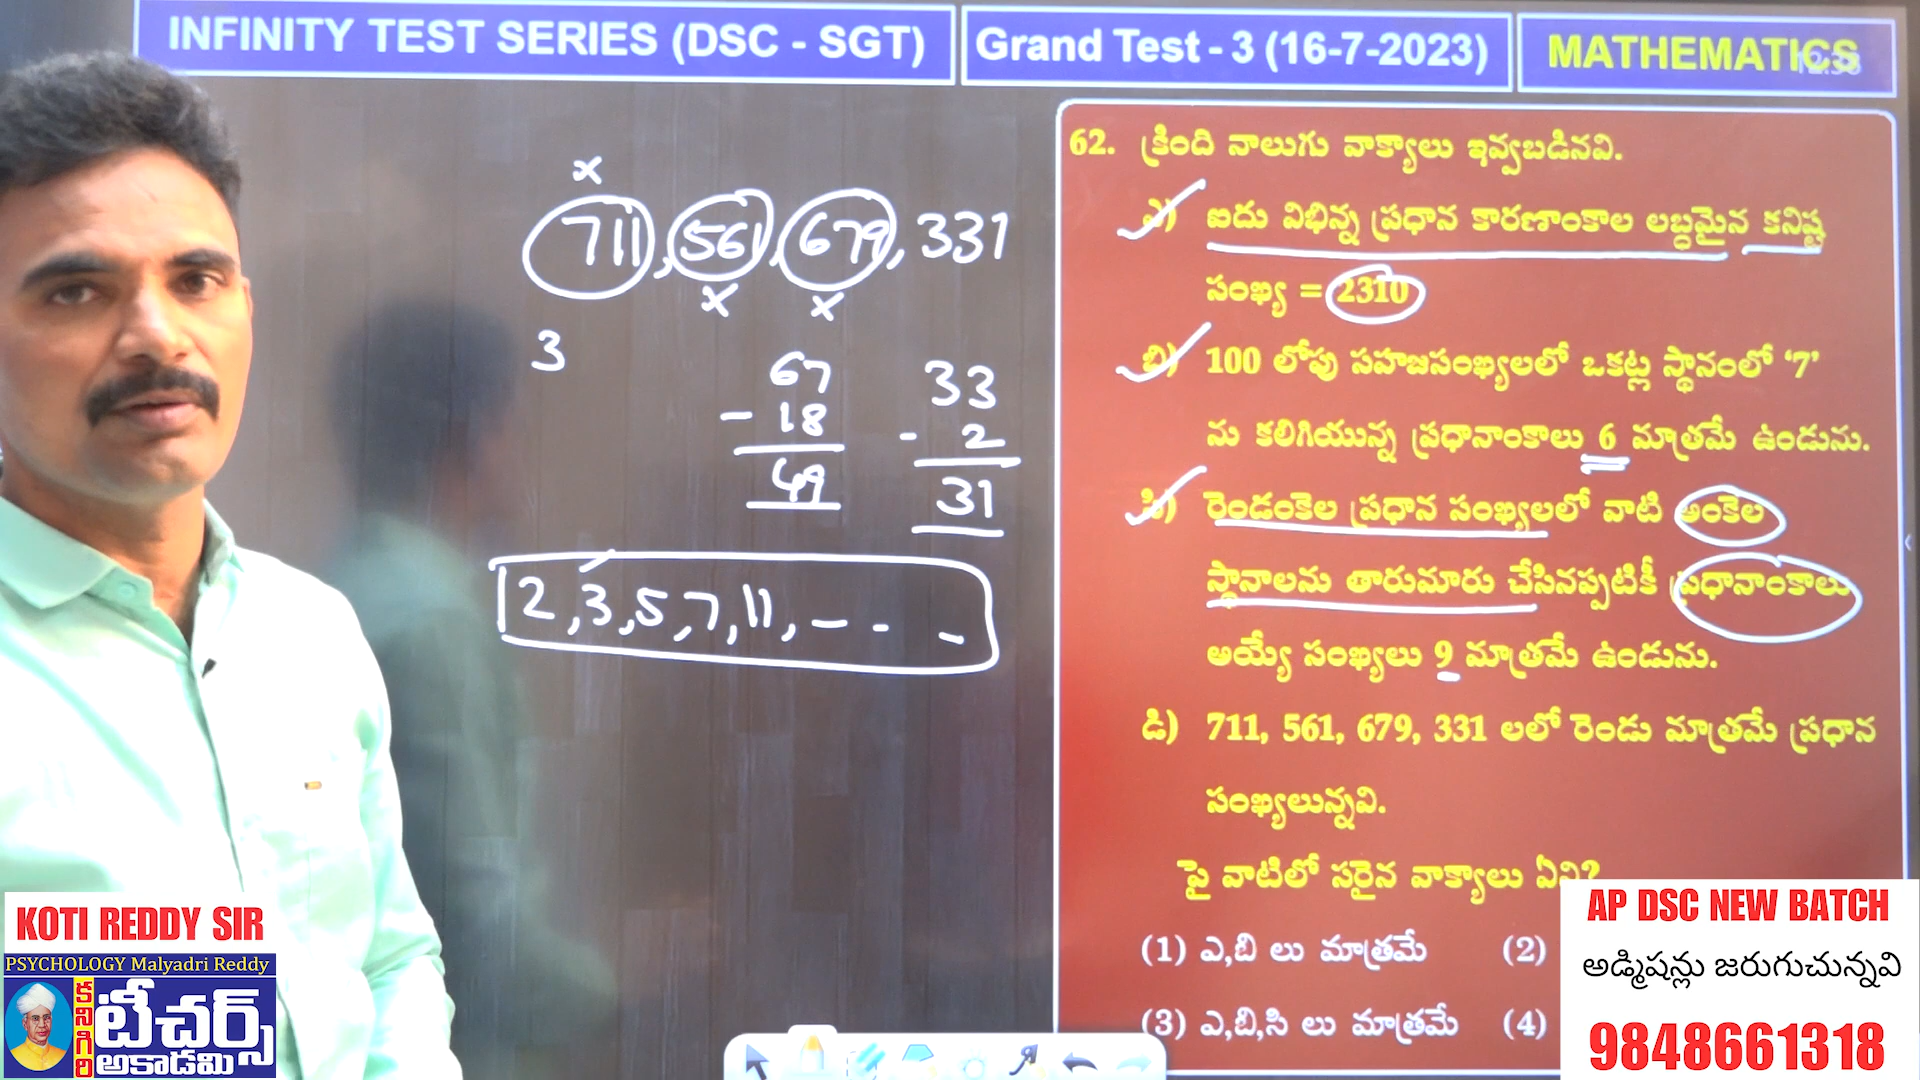 INFINITY TEST SERIES (DSC - SGT)
Grand Test - 3 (16-7-2023)
MATHEMATICS
62. క్రింది నాలుగు వాక్యాలు ఇవ్వబడినవి.
ఎ) ఐదు విభిన్న ప్రధాన కారణాంకాల లబ్దమైన కనిష్ట
సంఖ్య = 2310
బి) 100 లోపు సహజసంఖ్యలలో ఒకట్ల స్థానంలో ‘7’
ను కలిగియున్న ప్రధానాంకాలు 6 మాత్రమే ఉండును.
సి) రెండంకెల ప్రధాన సంఖ్యలలో వాటి అంకెల
స్థానాలను తారుమారు చేసినప్పటికీ ప్రధానాంకాలు
అయ్యే సంఖ్యలు 9 మాత్రమే ఉండును.
డి) 711, 561, 679, 331 లలో రెండు మాత్రమే ప్రధాన
సంఖ్యలున్నవి.
పై వాటిలో సరైన వాక్యాలు ఏవి?
(1) ఎ,బి లు మాత్రమే (2)
(3) ఎ,బి,సి లు మాత్రమే (4)
x
711, 561, 679, 331
x x
3
67
- 18
49
33
- 2
31
2, 3, 5, 7, 11, - - -
KOTI REDDY SIR
PSYCHOLOGY Malyadri Reddy
కనిగిరి
టీచర్స్
అకాడమి
AP DSC NEW BATCH
అడ్మిషన్లు జరుగుచున్నవి
9848661318